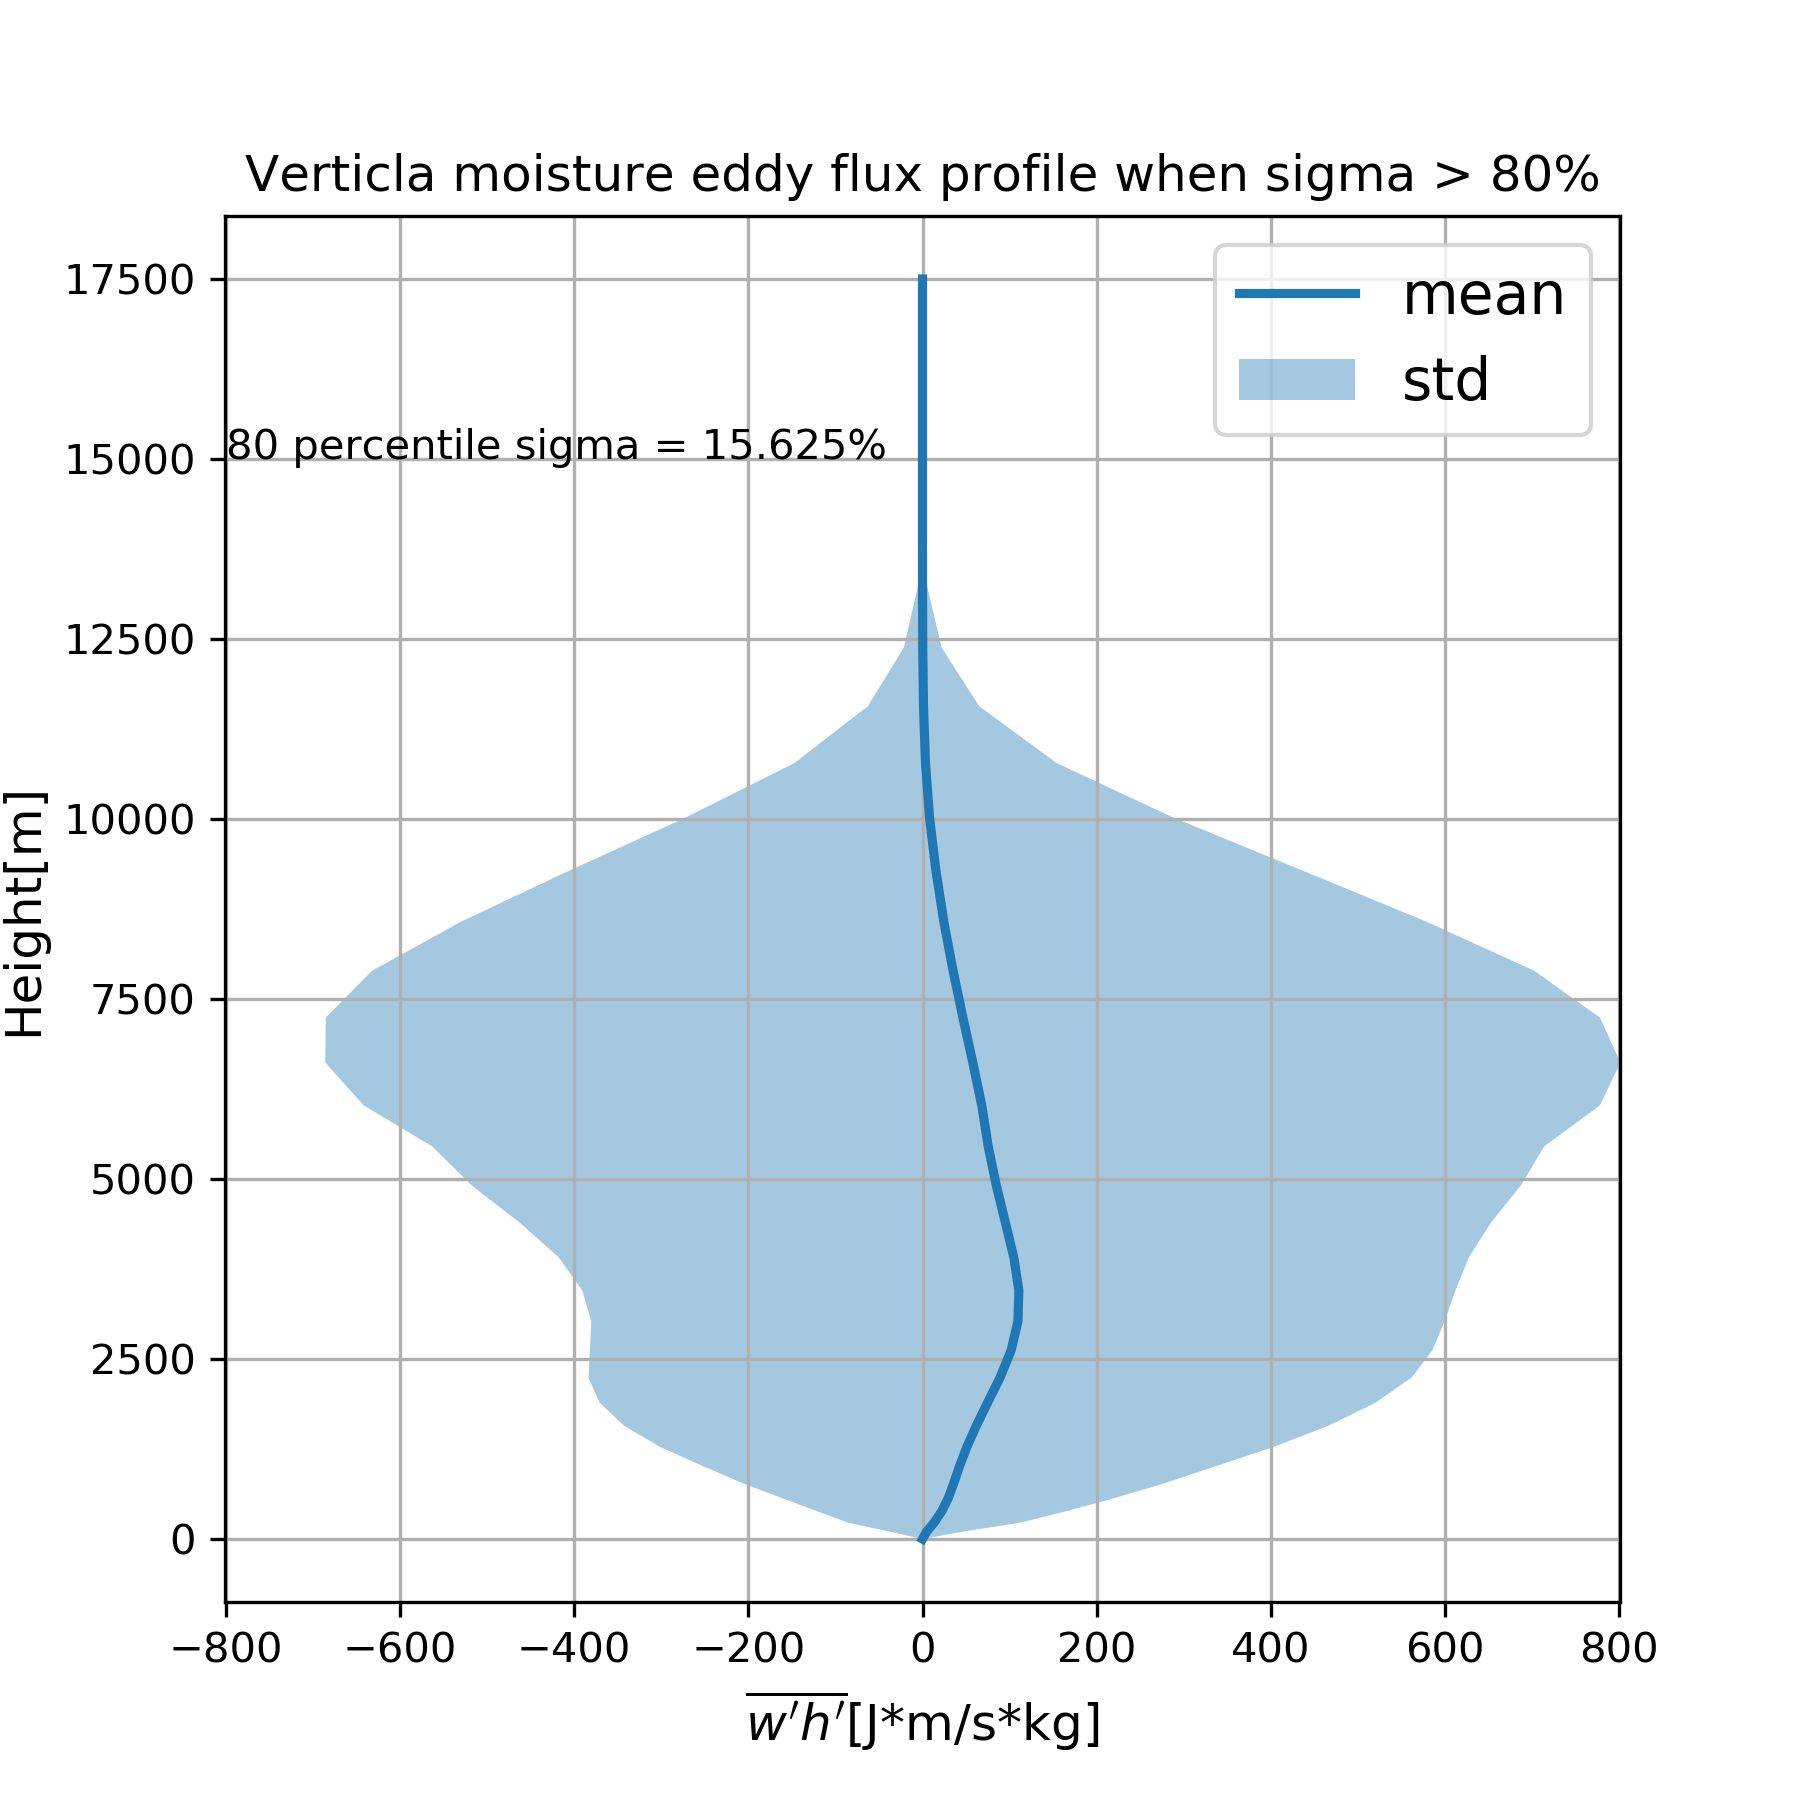 Verticla moisture eddy flux profile when sigma > 80%
mean
std
80 percentile sigma = 15.625%
17500
15000
12500
10000
7500
5000
2500
0
Height[m]
−800 −600 −400 −200 0 200 400 600 800
w′h′[J*m/s*kg]